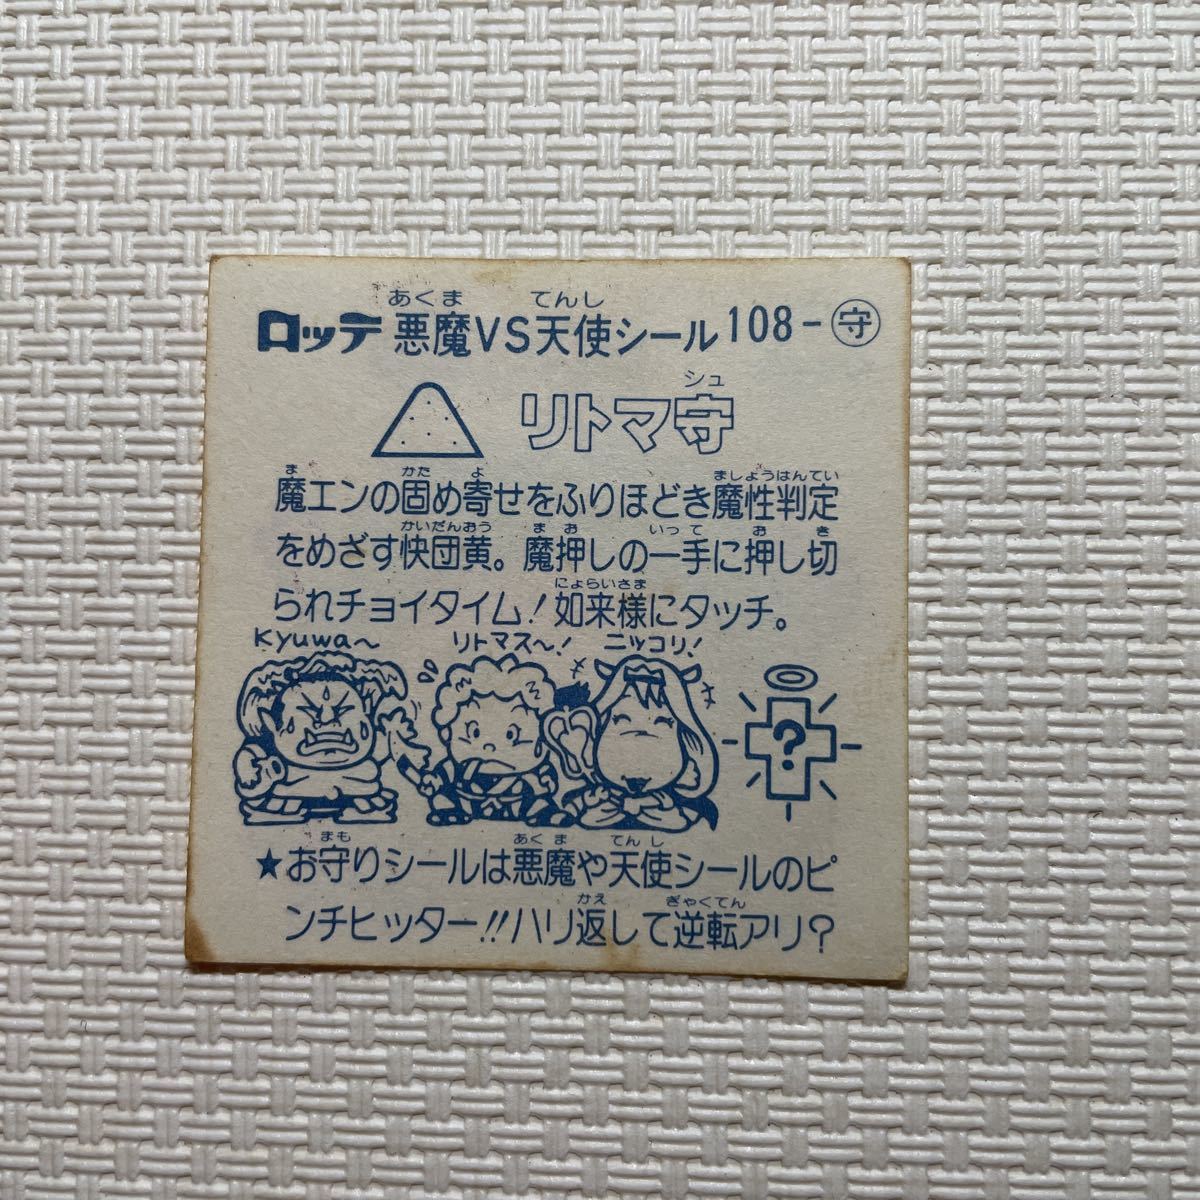 あくま てんし
ロッテ 悪魔VS天使シール 108-㊅守
シュ
リトマ守
ま かた よ ましょうはんてい
魔エンの固め寄せをふりほどき魔性判定
かいだんおう まお いって お き
をめざす快団黄。魔押しの一手に押し切
にょらいさま
られチョイタイム！如来様にタッチ。
Kyuwa～ リトマス～！ ニッコリ！
?
まも あくま てんし
★お守りシールは悪魔や天使シールのピ
かえ ぎゃくてん
ンチヒッター!!ハリ返して逆転アリ？